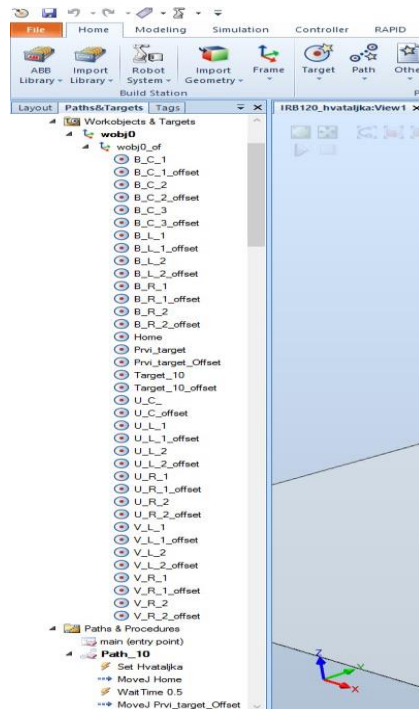 File Home Modeling Simulation Controller RAPID
ABB Library Import Library Robot System Import Geometry Frame Target Path Othe
Build Station
Layout Paths&Targets Tags IRB120_hvataljka:View1
Workobjects & Targets
wobj0
wobj0_of
B_C_1
B_C_1_offset
B_C_2
B_C_2_offset
B_C_3
B_C_3_offset
B_L_1
B_L_1_offset
B_L_2
B_L_2_offset
B_R_1
B_R_1_offset
B_R_2
B_R_2_offset
Home
Prvi_target
Prvi_target_Offset
Target_10
Target_10_offset
U_C_
U_C_offset
U_L_1
U_L_1_offset
U_L_2
U_L_2_offset
U_R_1
U_R_1_offset
U_R_2
U_R_2_offset
V_L_1
V_L_1_offset
V_L_2
V_L_2_offset
V_R_1
V_R_1_offset
V_R_2
V_R_2_offset
Paths & Procedures
main (entry point)
Path_10
Set Hvataljka
MoveJ Home
WaitTime 0.5
MoveJ Prvi_target_Offset
Z
Y
X